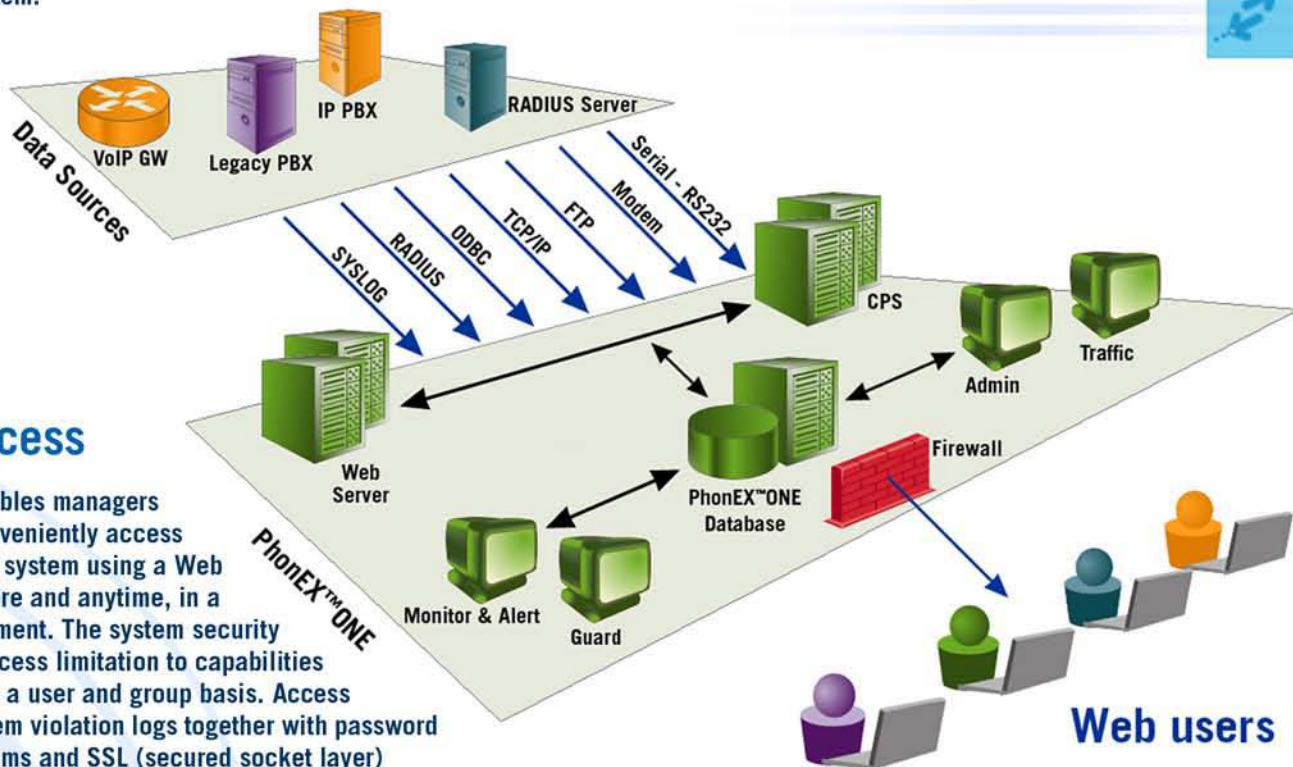 IP PBX
RADIUS Server
VoIP GW
Legacy PBX
Data Sources
SYSLOG
RADIUS
ODBC
TCP/IP
FTP
Modem
Serial - RS232
CPS
Traffic
Admin
Web
Server
PhonEX™ONE
Database
Firewall
Monitor & Alert
Guard
PhonEX™ONE
bles managers
veniently access
system using a Web
re and anytime, in a
ment. The system security
cess limitation to capabilities
a user and group basis. Access
em violation logs together with password
ms and SSL (secured socket layer)
Web users